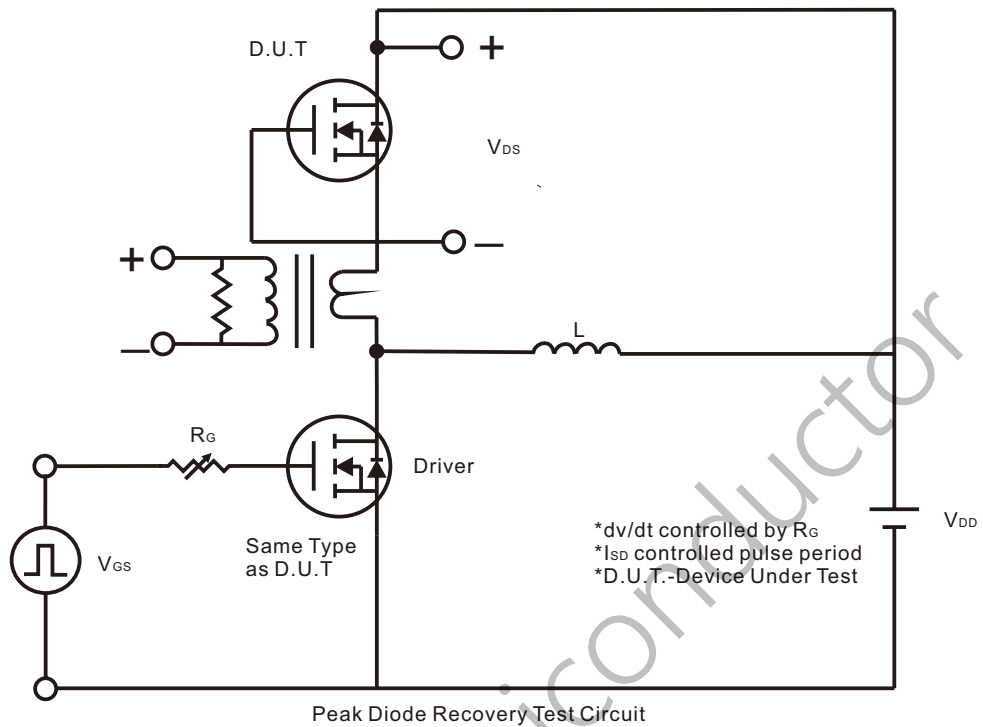 D.U.T
+
VDS
—
+
—
L
RG
Driver
VGS
Same Type
as D.U.T
*dv/dt controlled by RG
*ISD controlled pulse period
*D.U.T.-Device Under Test
VDD
Peak Diode Recovery Test Circuit
iconductor